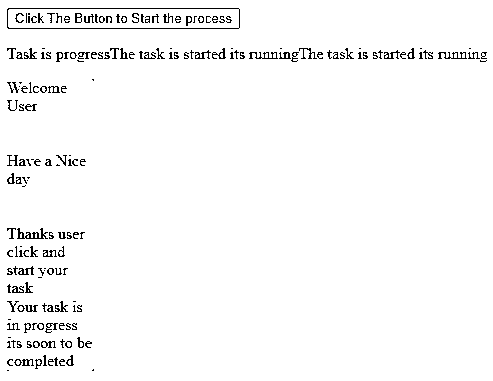 Click The Button to Start the process
Task is progressThe task is started its runningThe task is started its running
Welcome
User
Have a Nice
day
Thanks user
click and
start your
task
Your task is
in progress
its soon to be
completed